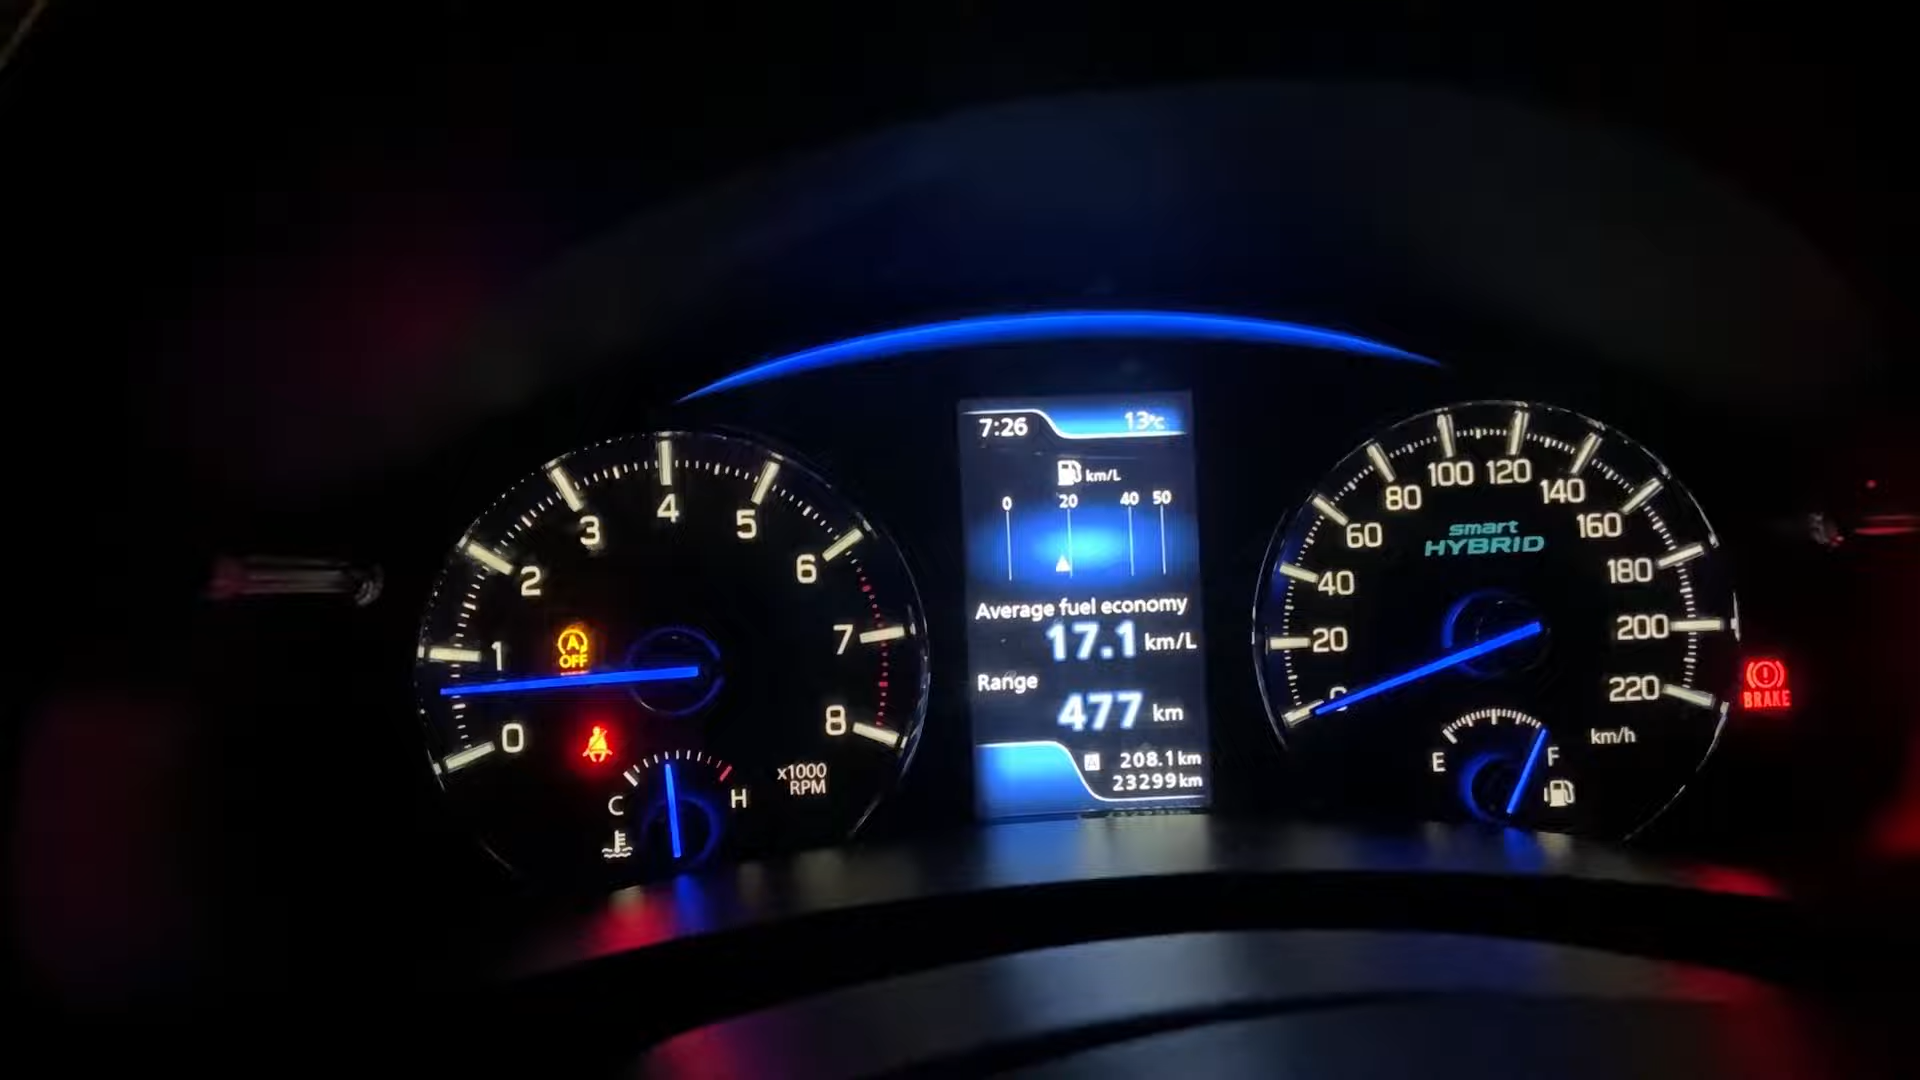 7:26 13°C
km/L
0 20 40 50
Average fuel economy
17.1 km/L
Range
477 km
A 208.1 km
23299 km
0 1 2 3 4 5 6 7 8
x1000
RPM
A
OFF
C H
0 20 40 60 80 100 120 140 160 180 200 220
smart
HYBRID
km/h
E F
BRAKE